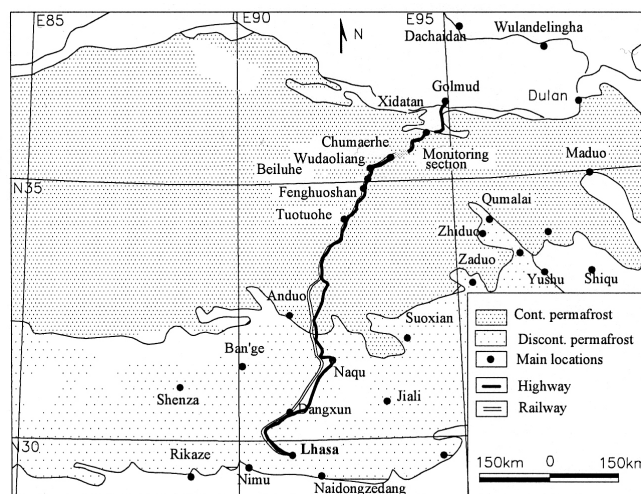 E85
E90
E95
N
Dachaidan
Wulandelingha
Golmud
Dulan
Xidatan
Chumaerhe
Wudaoliang
Monitoring
section
Beiluhe
Maduo
N35
Fenghuoshan
Qumalai
Tuotuohe
Zhiduo
Zaduo
Yushu
Shiqu
Anduo
Suoxian
Cont. permafrost
Discont. permafrost
Ban'ge
Main locations
Naqu
Shenza
Jiali
Highway
Dangxun
Railway
N30
Lhasa
Rikaze
Nimu
Naidongzedang
150km
0
150km